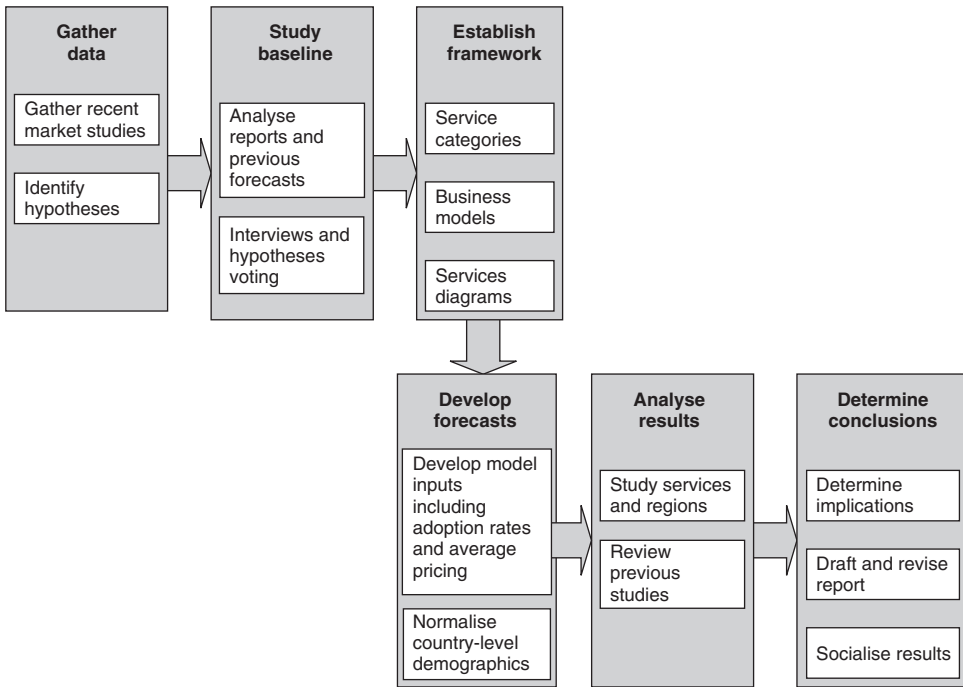 Gather
data
Gather recent
market studies
Identify
hypotheses
Study
baseline
Analyse
reports and
previous
forecasts
Interviews and
hypotheses
voting
Establish
framework
Service
categories
Business
models
Services
diagrams
Develop
forecasts
Develop model
inputs
including
adoption rates
and average
pricing
Normalise
country-level
demographics
Analyse
results
Study services
and regions
Review
previous
studies
Determine
conclusions
Determine
implications
Draft and revise
report
Socialise results